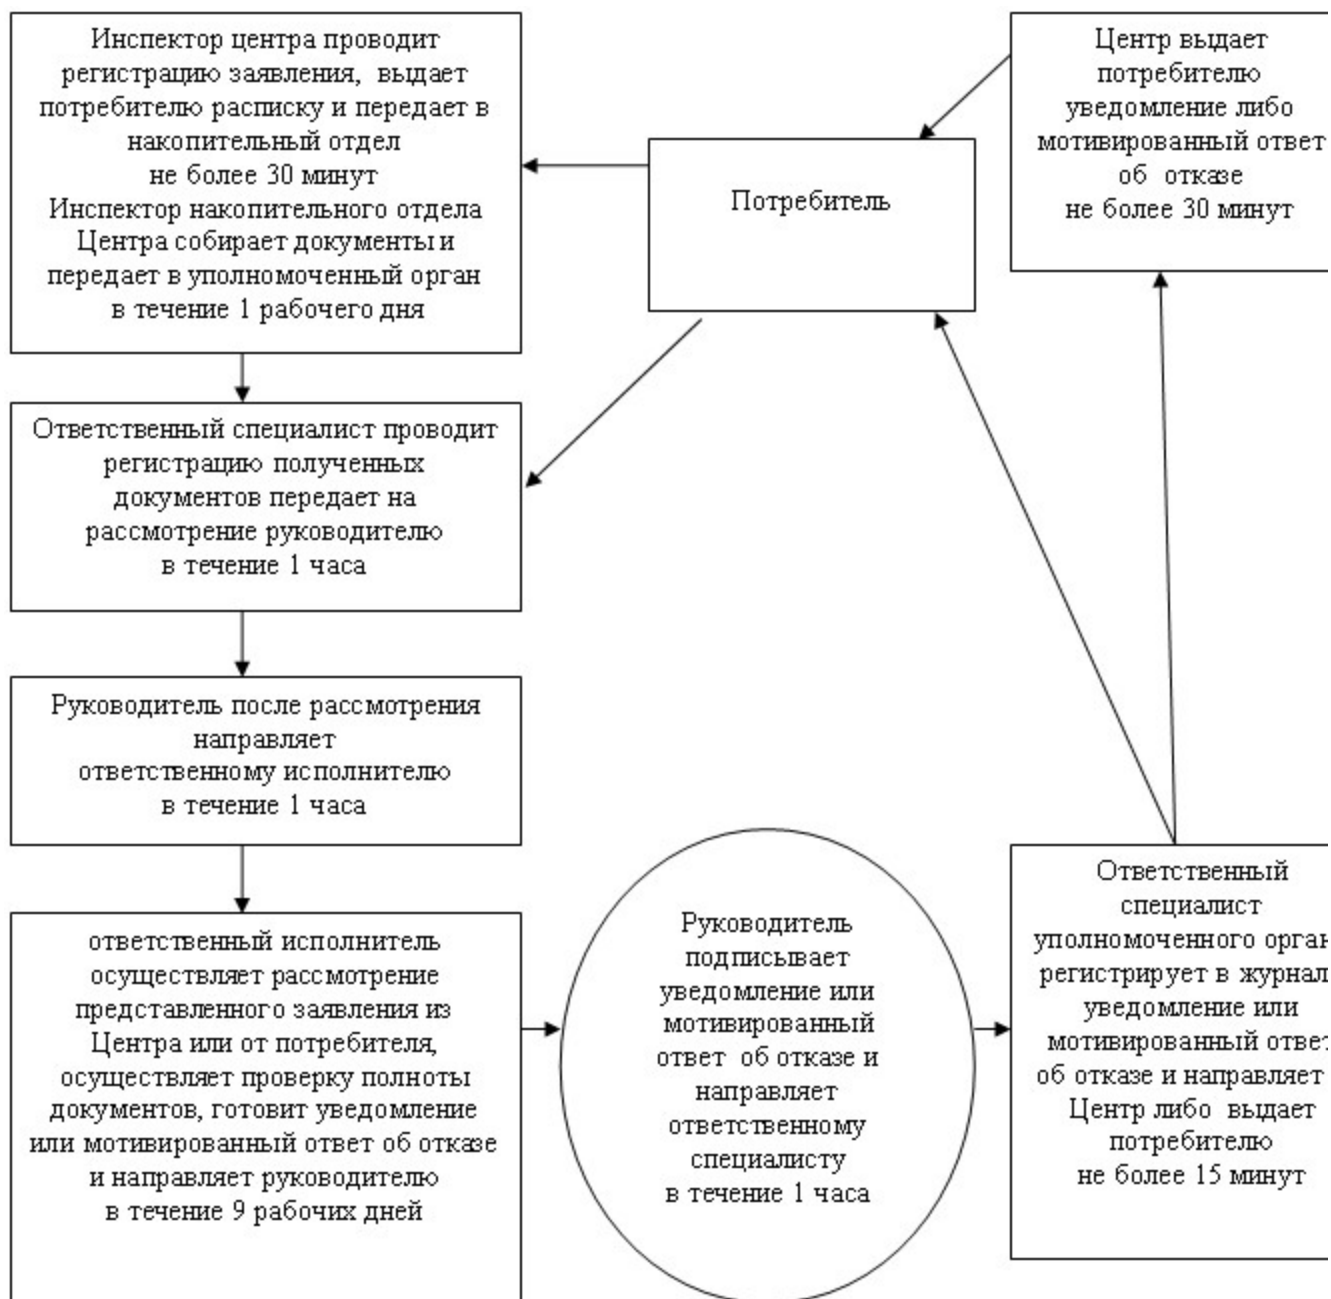 Инспектор центра проводит
регистрацию заявления, выдает
потребителю расписку и передает в
накопительный отдел
не более 30 минут
Инспектор накопительного отдела
Центра собирает документы и
передает в уполномоченный орган
в течение 1 рабочего дня
Потребитель
Центр выдает
потребителю
уведомление либо
мотивированный ответ
об отказе
не более 30 минут
Ответственный специалист проводит
регистрацию полученных
документов передает на
рассмотрение руководителю
в течение 1 часа
Руководитель после рассмотрения
направляет
ответственному исполнителю
в течение 1 часа
ответственный исполнитель
осуществляет рассмотрение
представленного заявления из
Центра или от потребителя,
осуществляет проверку полноты
документов, готовит уведомление
или мотивированный ответ об отказе
и направляет руководителю
в течение 9 рабочих дней
Руководитель
подписывает
уведомление или
мотивированный
ответ об отказе и
направляет
ответственному
специалисту
в течение 1 часа
Ответственный
специалист
уполномоченного орган
регистрирует в журнал
уведомление или
мотивированный ответ
об отказе и направляет
Центр либо выдает
потребителю
не более 15 минут